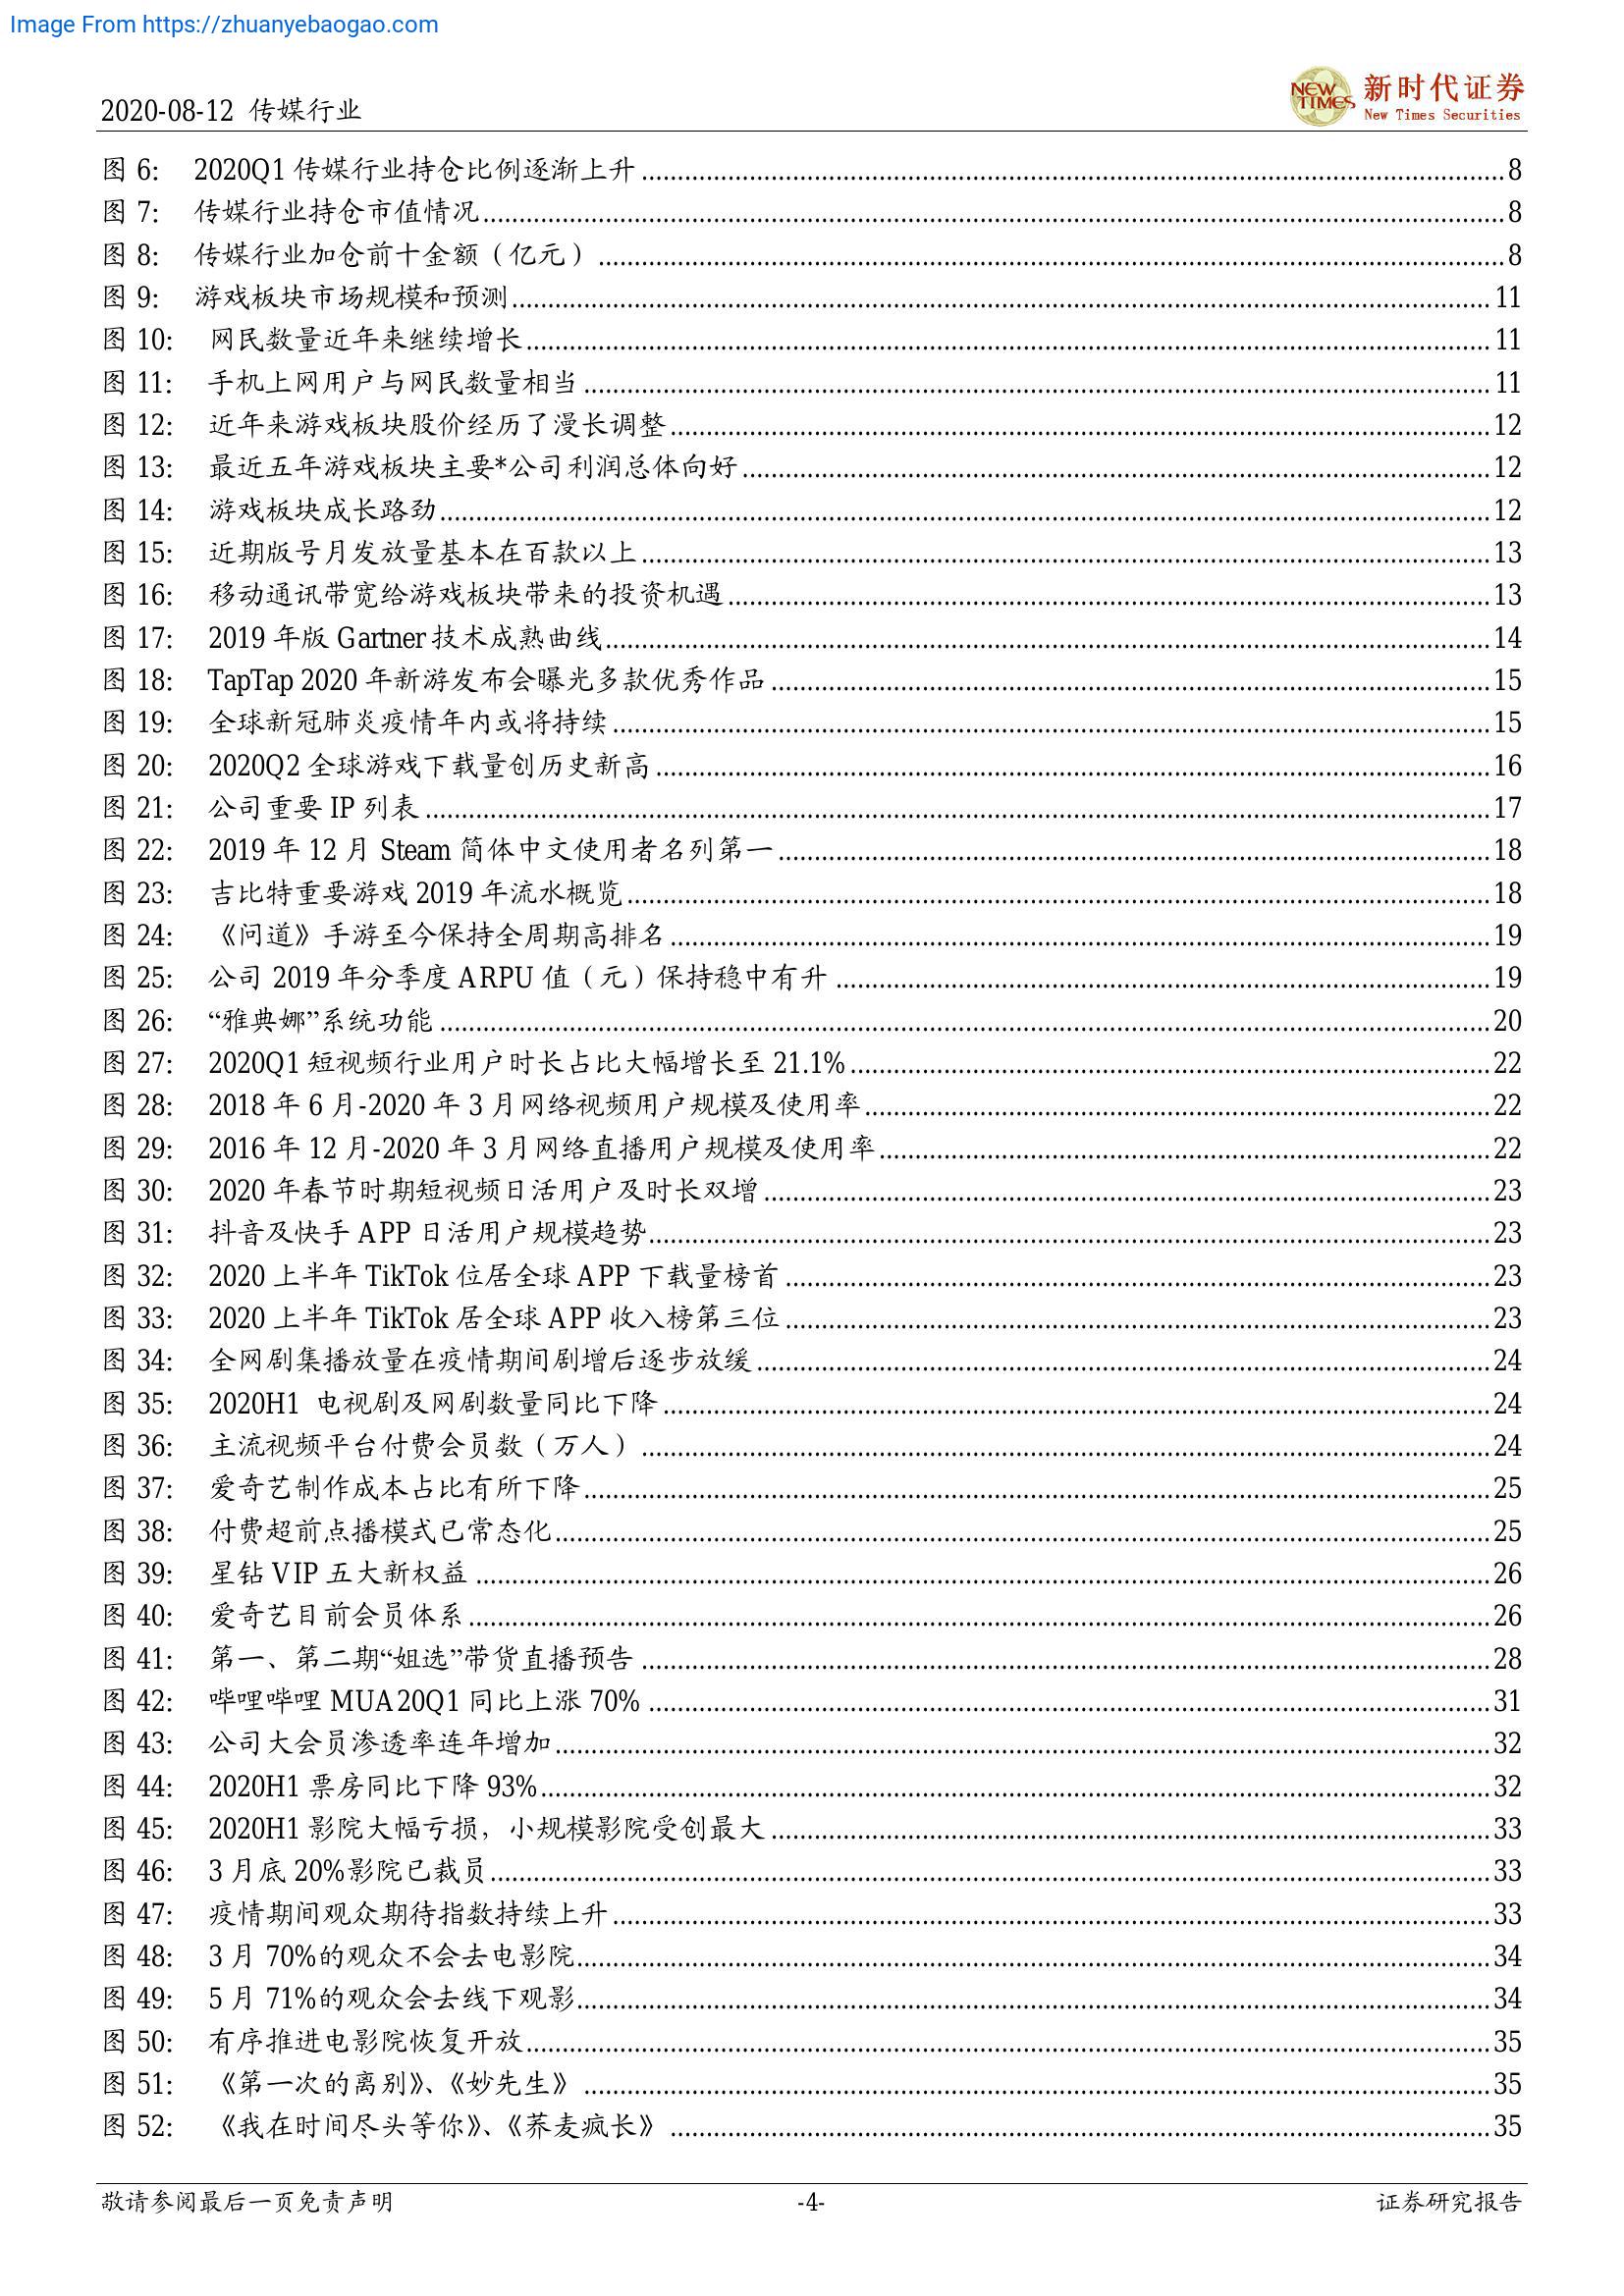 Image From https://zhuanyebaogao.com
2020-08-12 传媒行业
NEW TIMES
新时代证券
New Times Securities
图 6: 2020Q1 传媒行业持仓比例逐渐上升 8
图 7: 传媒行业持仓市值情况 8
图 8: 传媒行业加仓前十金额（亿元） 8
图 9: 游戏板块市场规模和预测 11
图 10: 网民数量近年来继续增长 11
图 11: 手机上网用户与网民数量相当 11
图 12: 近年来游戏板块股价经历了漫长调整 12
图 13: 最近五年游戏板块主要*公司利润总体向好 12
图 14: 游戏板块成长路劲 12
图 15: 近期版号月发放量基本在百款以上 13
图 16: 移动通讯带宽给游戏板块带来的投资机遇 13
图 17: 2019 年版 Gartner 技术成熟曲线 14
图 18: TapTap 2020 年新游发布会曝光多款优秀作品 15
图 19: 全球新冠肺炎疫情年内或将持续 15
图 20: 2020Q2 全球游戏下载量创历史新高 16
图 21: 公司重要 IP 列表 17
图 22: 2019 年 12 月 Steam 简体中文使用者名列第一 18
图 23: 吉比特重要游戏 2019 年流水概览 18
图 24: 《问道》手游至今保持全周期高排名 19
图 25: 公司 2019 年分季度 ARPU 值（元）保持稳中有升 19
图 26: “雅典娜”系统功能 20
图 27: 2020Q1 短视频行业用户时长占比大幅增长至 21.1% 22
图 28: 2018 年 6 月-2020 年 3 月网络视频用户规模及使用率 22
图 29: 2016 年 12 月-2020 年 3 月网络直播用户规模及使用率 22
图 30: 2020 年春节时期短视频日活用户及时长双增 23
图 31: 抖音及快手 APP 日活用户规模趋势 23
图 32: 2020 上半年 TikTok 位居全球 APP 下载量榜首 23
图 33: 2020 上半年 TikTok 居全球 APP 收入榜第三位 23
图 34: 全网剧集播放量在疫情期间剧增后逐步放缓 24
图 35: 2020H1 电视剧及网剧数量同比下降 24
图 36: 主流视频平台付费会员数（万人） 24
图 37: 爱奇艺制作成本占比有所下降 25
图 38: 付费超前点播模式已常态化 25
图 39: 星钻 VIP 五大新权益 26
图 40: 爱奇艺目前会员体系 26
图 41: 第一、第二期“姐选”带货直播预告 28
图 42: 哔哩哔哩 MUA20Q1 同比上涨 70% 31
图 43: 公司大会员渗透率连年增加 32
图 44: 2020H1 票房同比下降 93% 32
图 45: 2020H1 影院大幅亏损，小规模影院受创最大 33
图 46: 3 月底 20%影院已裁员 33
图 47: 疫情期间观众期待指数持续上升 33
图 48: 3 月 70%的观众不会去电影院 34
图 49: 5 月 71%的观众会去线下观影 34
图 50: 有序推进电影院恢复开放 35
图 51: 《第一次的离别》、《妙先生》 35
图 52: 《我在时间尽头等你》、《荞麦疯长》 35
敬请参阅最后一页免责声明 -4- 证券研究报告